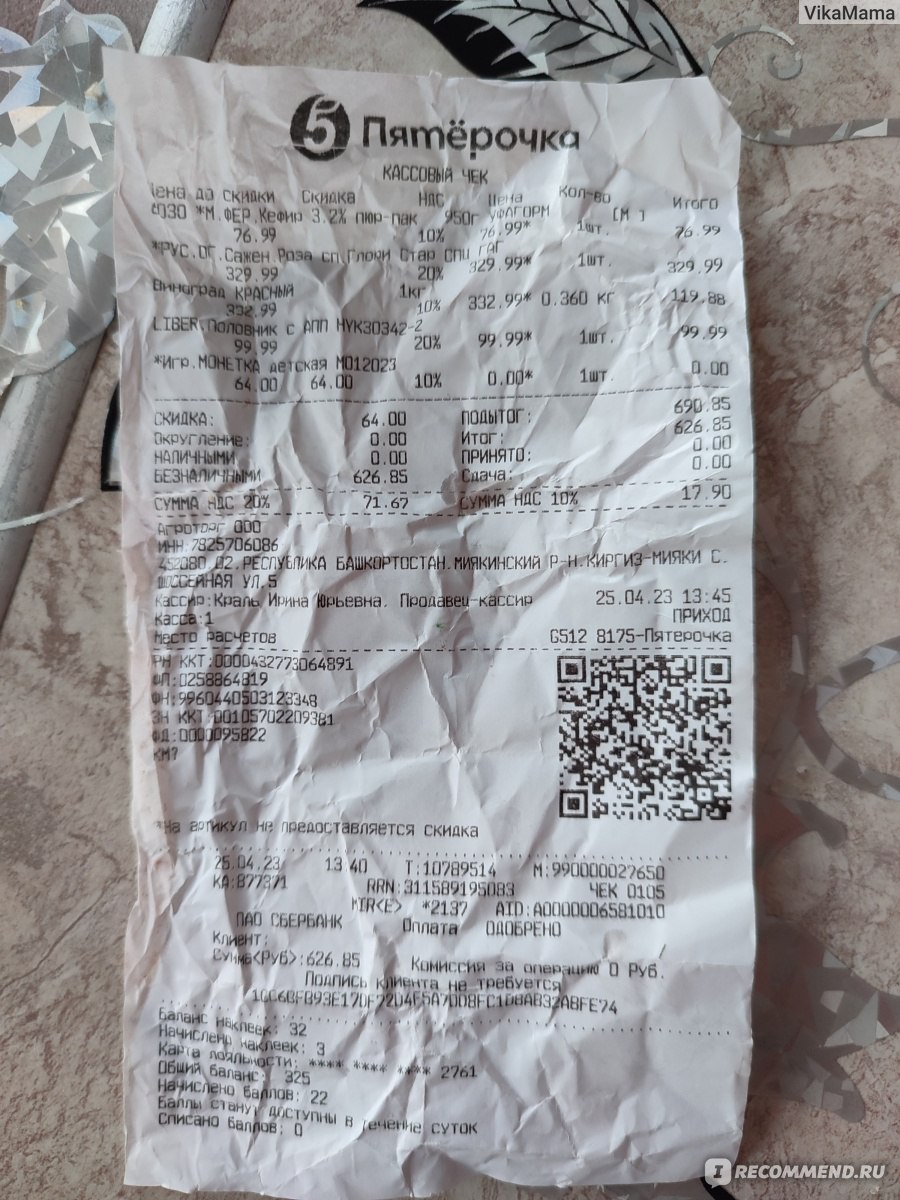 VikaMama
5 Пятёрочка
КАССОВЫЙ ЧЕК
Цена до скидки Скидка НДС Цена Кол-во Итого
*М.ФЕР.Кефир 3.2% пюр-пак 950г [М]
76.99 10% 76.99* 1шт. 76.99
*РУС.ОГ.Сажен.Роза сп.Глори Стар СПЦ ГАГ
329.99 20% 329.99* 1шт. 329.99
Виноград КРАСНЫЙ 1кг
332.99 10% 332.99* 0.360 кг 119.88
LIBER.Половник с АПП HYK30342-2
99.99 20% 99.99* 1шт. 99.99
*Игр.МОНЕТКА детская МО12023
64.00 64.00 10% 0.00* 1шт. 0.00
СКИДКА: 64.00 ПОДЫТОГ: 690.85
Округление: 0.00 Итог: 626.85
НАЛИЧНЫМИ 0.00 ПРИНЯТО: 0.00
БЕЗНАЛИЧНЫМИ 626.85 Сдача: 0.00
СУММА НДС 20% 71.67 СУММА НДС 10% 17.90
АГРОТОРГ ООО
ИНН:7825706086
452080,02,РЕСПУБЛИКА БАШКОРТОСТАН,МИЯКИНСКИЙ Р-Н,КИРГИЗ-МИЯКИ С.
ШОССЕЙНАЯ УЛ,5
Кассир:Краль Ирина Юрьевна, Продавец-кассир 25.04.23 13:45
Касса:1 ПРИХОД
Место расчетов G512 8175-Пятерочка
РН ККТ:0000432773064891
ФП:0258864819
ФН:9960440503123348
ЗН ККТ:00105702209381
ФД:0000095822
КМ?
*На артикул не предоставляется скидка
25.04.23 13:40 Т:10789514 М:990000027650
КА:877371 RRN:311589195083 ЧЕК 0105
MIR<E> *2137 AID:A0000006581010
ПАО СБЕРБАНК Оплата ОДОБРЕНО
Клиент:
Сумма<Руб>:626.85 Комиссия за операцию 0 Руб.
Подпись клиента не требуется
Баланс наклеек: 32
Начислено наклеек: 3
Карта лояльности: **** **** **** 2761
Общий баланс: 325
Начислено баллов: 22
Баллы станут доступны в течение суток
Списано баллов: 0
IRECOMMEND.RU